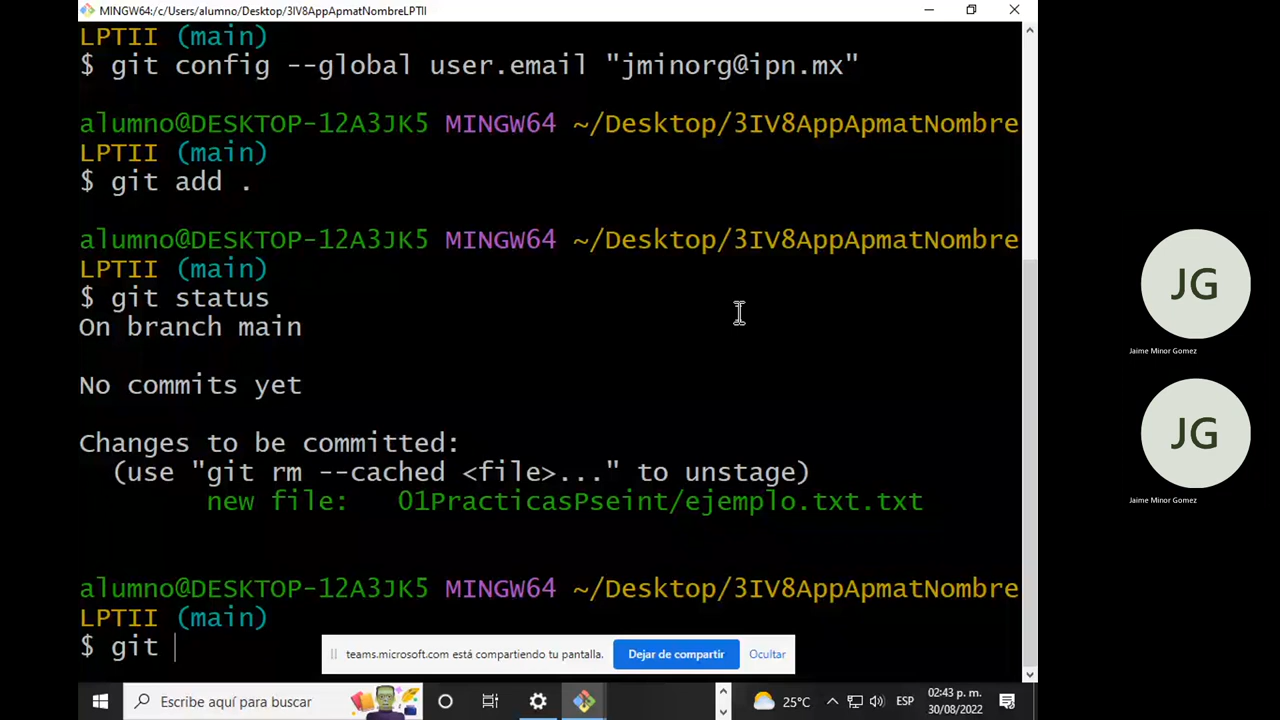 MINGW64:/c/Users/alumno/Desktop/3IV8AppApmatNombreLPTII
LPTII (main)
$ git config --global user.email "jminorg@ipn.mx"
alumno@DESKTOP-12A3JK5 MINGW64 ~/Desktop/3IV8AppApmatNombre
LPTII (main)
$ git add .
alumno@DESKTOP-12A3JK5 MINGW64 ~/Desktop/3IV8AppApmatNombre
LPTII (main)
$ git status
On branch main
No commits yet
Changes to be committed:
(use "git rm --cached <file>..." to unstage)
new file:   01PracticasPseint/ejemplo.txt.txt
alumno@DESKTOP-12A3JK5 MINGW64 ~/Desktop/3IV8AppApmatNombre
LPTII (main)
$ git
teams.microsoft.com está compartiendo tu pantalla.
Dejar de compartir
Ocultar
Escribe aquí para buscar
25°C
ESP
02:43 p. m.
30/08/2022
JG
Jaime Minor Gomez
JG
Jaime Minor Gomez